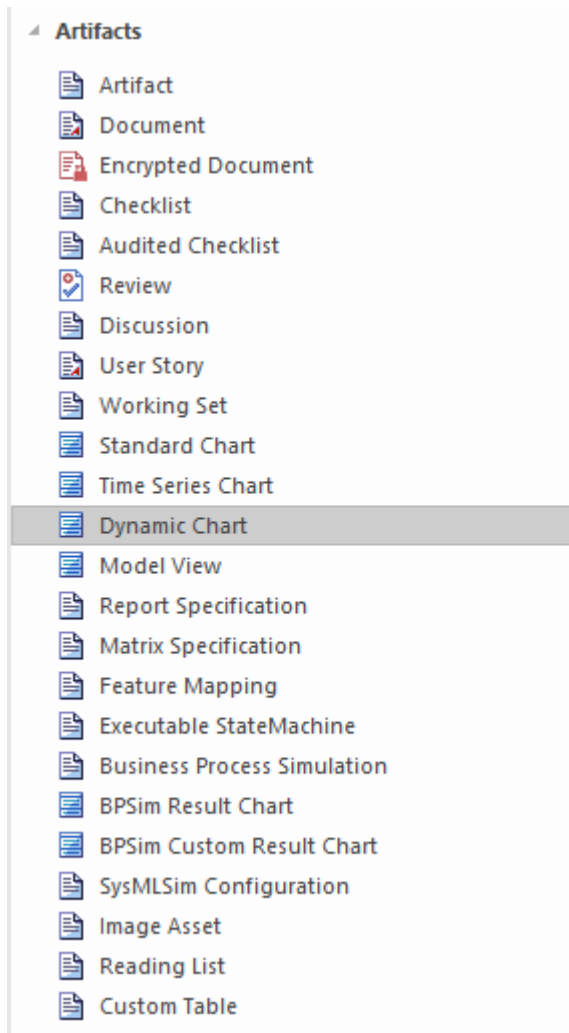 Artifacts
Artifact
Document
Encrypted Document
Checklist
Audited Checklist
Review
Discussion
User Story
Working Set
Standard Chart
Time Series Chart
Dynamic Chart
Model View
Report Specification
Matrix Specification
Feature Mapping
Executable StateMachine
Business Process Simulation
BPSim Result Chart
BPSim Custom Result Chart
SysMLSim Configuration
Image Asset
Reading List
Custom Table